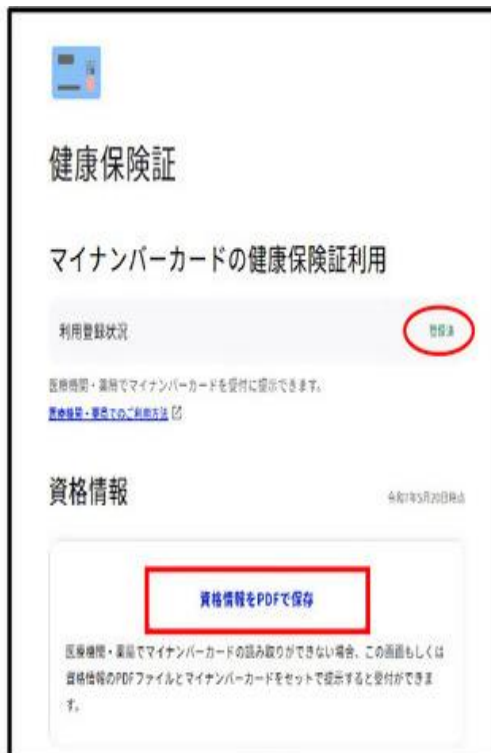 健康保険証
マイナンバーカードの健康保険証利用
利用登録状況
登録済
医療機関・薬局でマイナンバーカードを受付に提示できます。
医療機関・薬局でのご利用方法
資格情報
令和7年5月20日時点
資格情報をPDFで保存
医療機関・薬局でマイナンバーカードの読み取りができない場合、この画面もしくは
資格情報のPDFファイルとマイナンバーカードをセットで提示すると受付ができま
す。